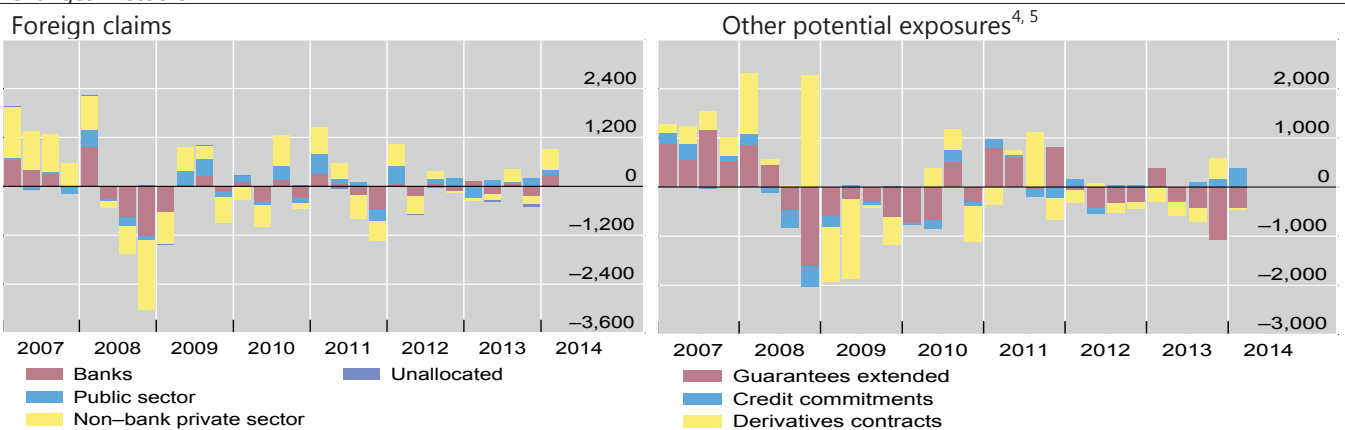 Foreign claims
2,400
1,200
0
–1,200
–2,400
–3,600
2007 2008 2009 2010 2011 2012 2013 2014
Banks
Public sector
Non–bank private sector
Unallocated
Other potential exposures4, 5
2,000
1,000
0
–1,000
–2,000
–3,000
2007 2008 2009 2010 2011 2012 2013 2014
Guarantees extended
Credit commitments
Derivatives contracts